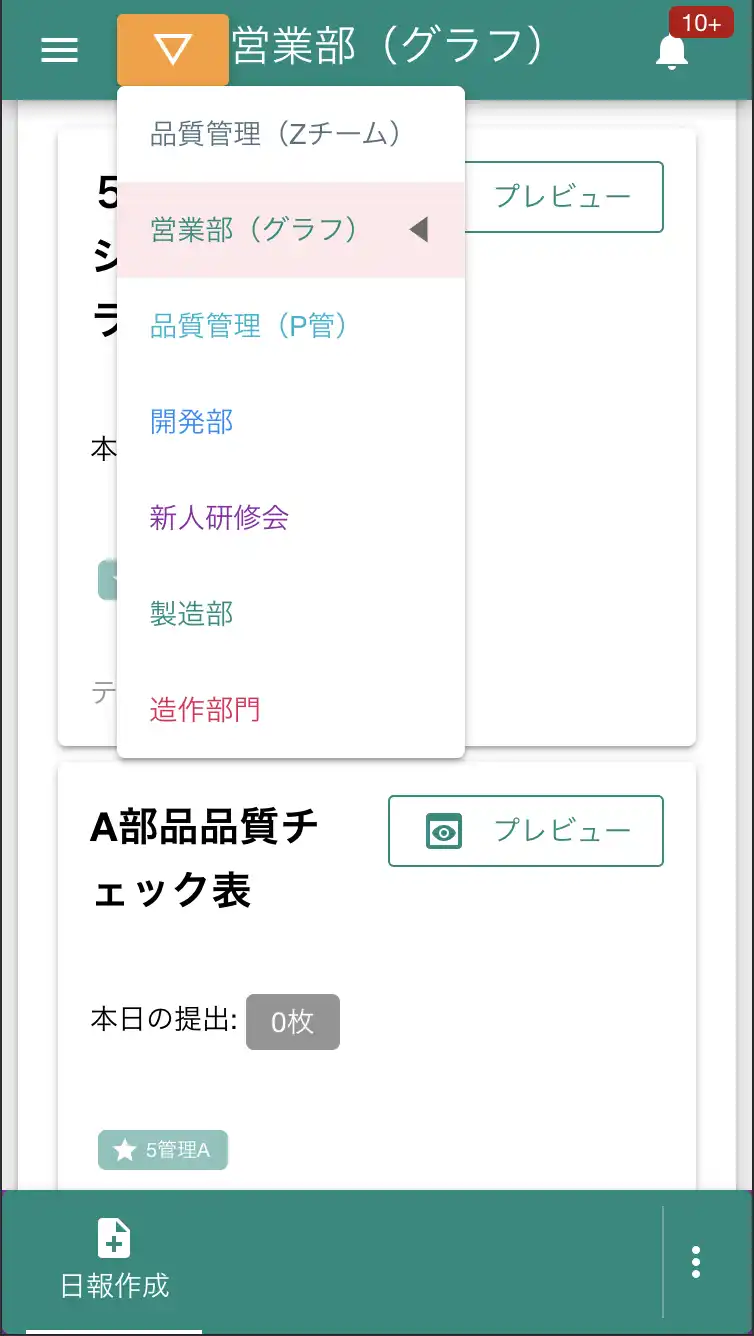 営業部（グラフ）
10+
品質管理（Zチーム）
営業部（グラフ）
品質管理（P管）
開発部
新人研修会
製造部
造作部門
5
シ
ラ
プレビュー
本
テ
A部品品質チ
ェック表
プレビュー
本日の提出: 0枚
5管理A
日報作成